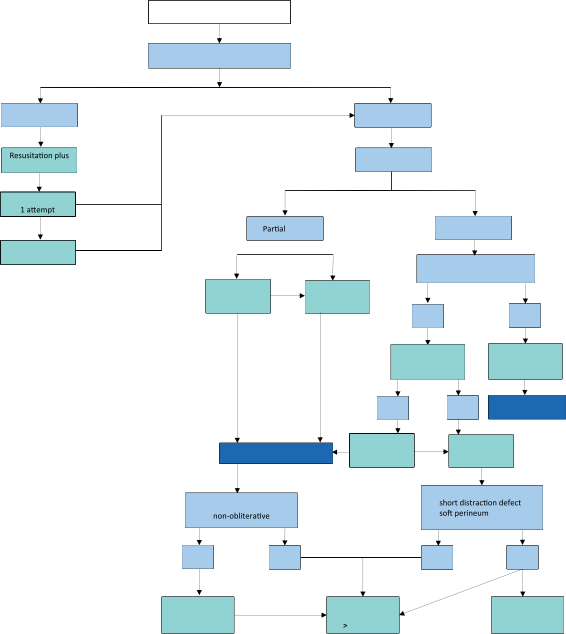 Resusitation plus
1 attempt
Partial
short distraction defect
soft perineum
non-obliterative
>